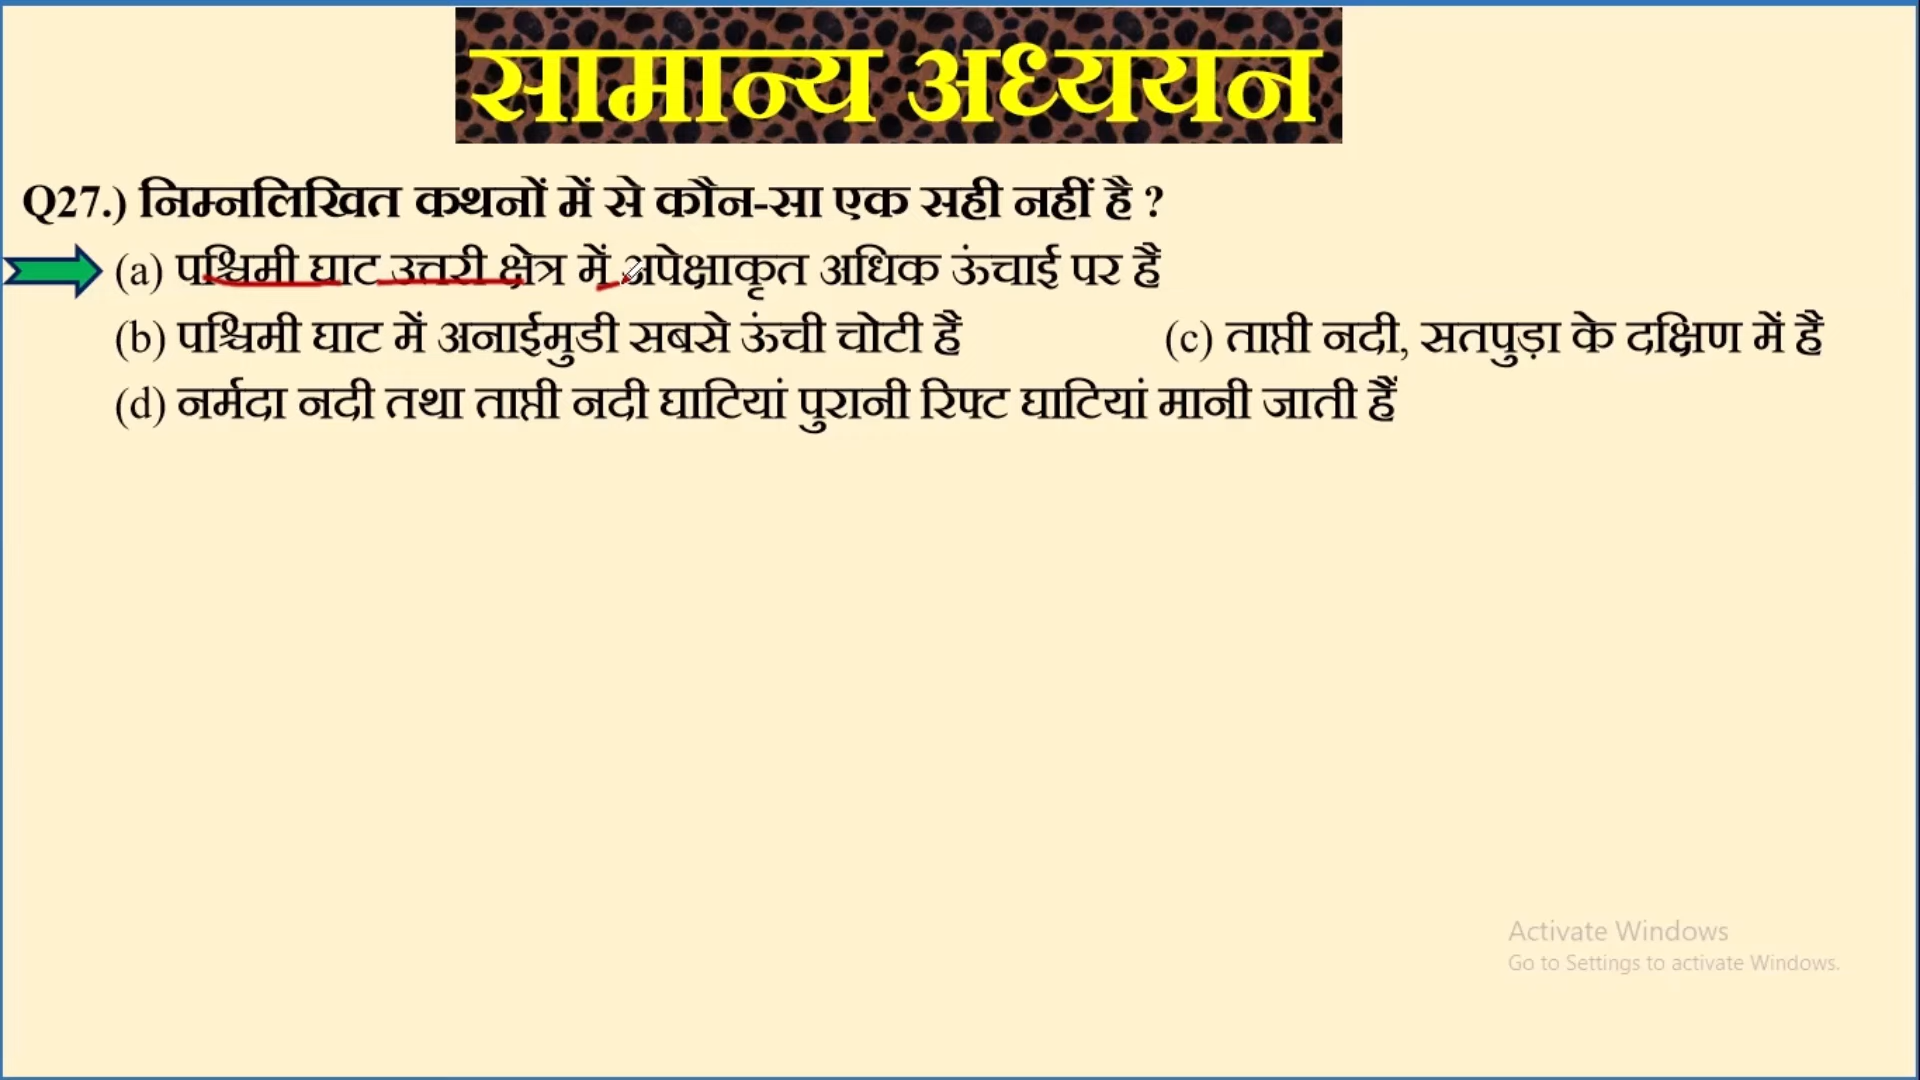 सामान्य अध्ययन
Q27.) निम्नलिखित कथनों में से कौन-सा एक सही नहीं है ?
(a) पश्चिमी घाट उत्तरी क्षेत्र में अपेक्षाकृत अधिक ऊंचाई पर है
(b) पश्चिमी घाट में अनाईमुडी सबसे ऊंची चोटी है (c) ताप्ती नदी, सतपुड़ा के दक्षिण में है
(d) नर्मदा नदी तथा ताप्ती नदी घाटियां पुरानी रिफ्ट घाटियां मानी जाती हैं
Activate Windows
Go to Settings to activate Windows.